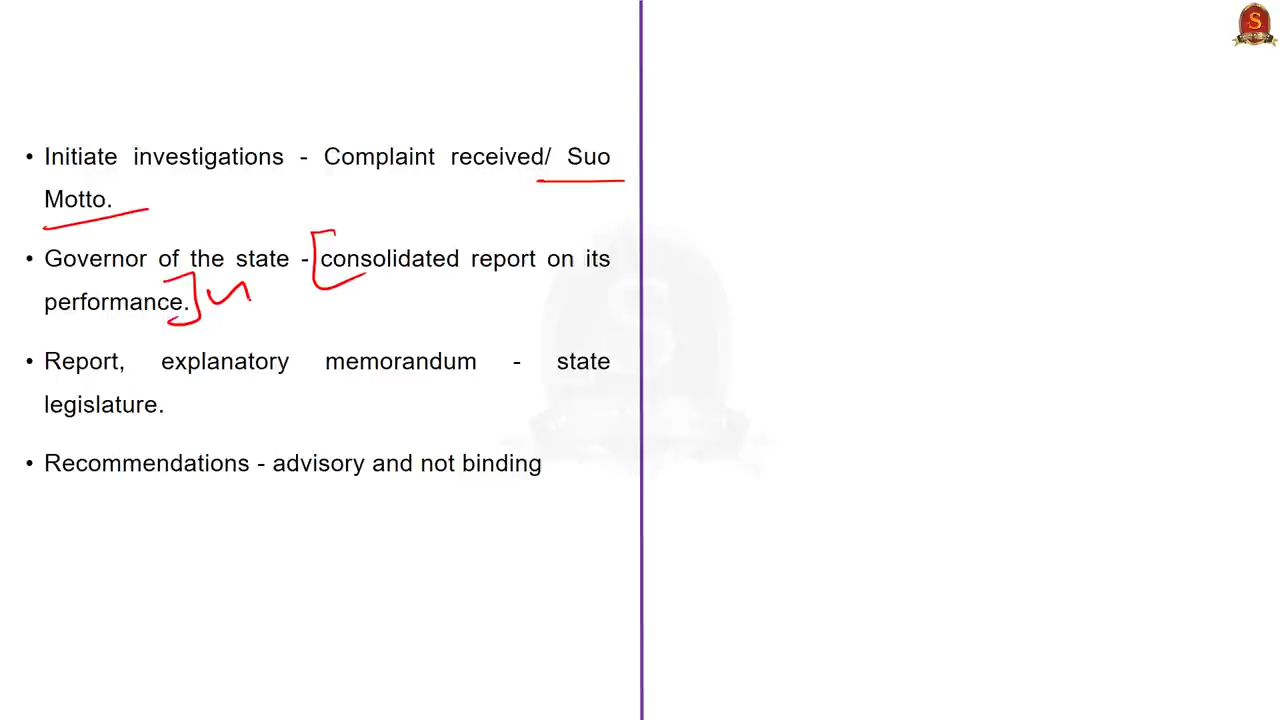 • Initiate investigations - Complaint received/ Suo
Motto.
• Governor of the state - consolidated report on its
performance.
• Report, explanatory memorandum - state
legislature.
• Recommendations - advisory and not binding
S